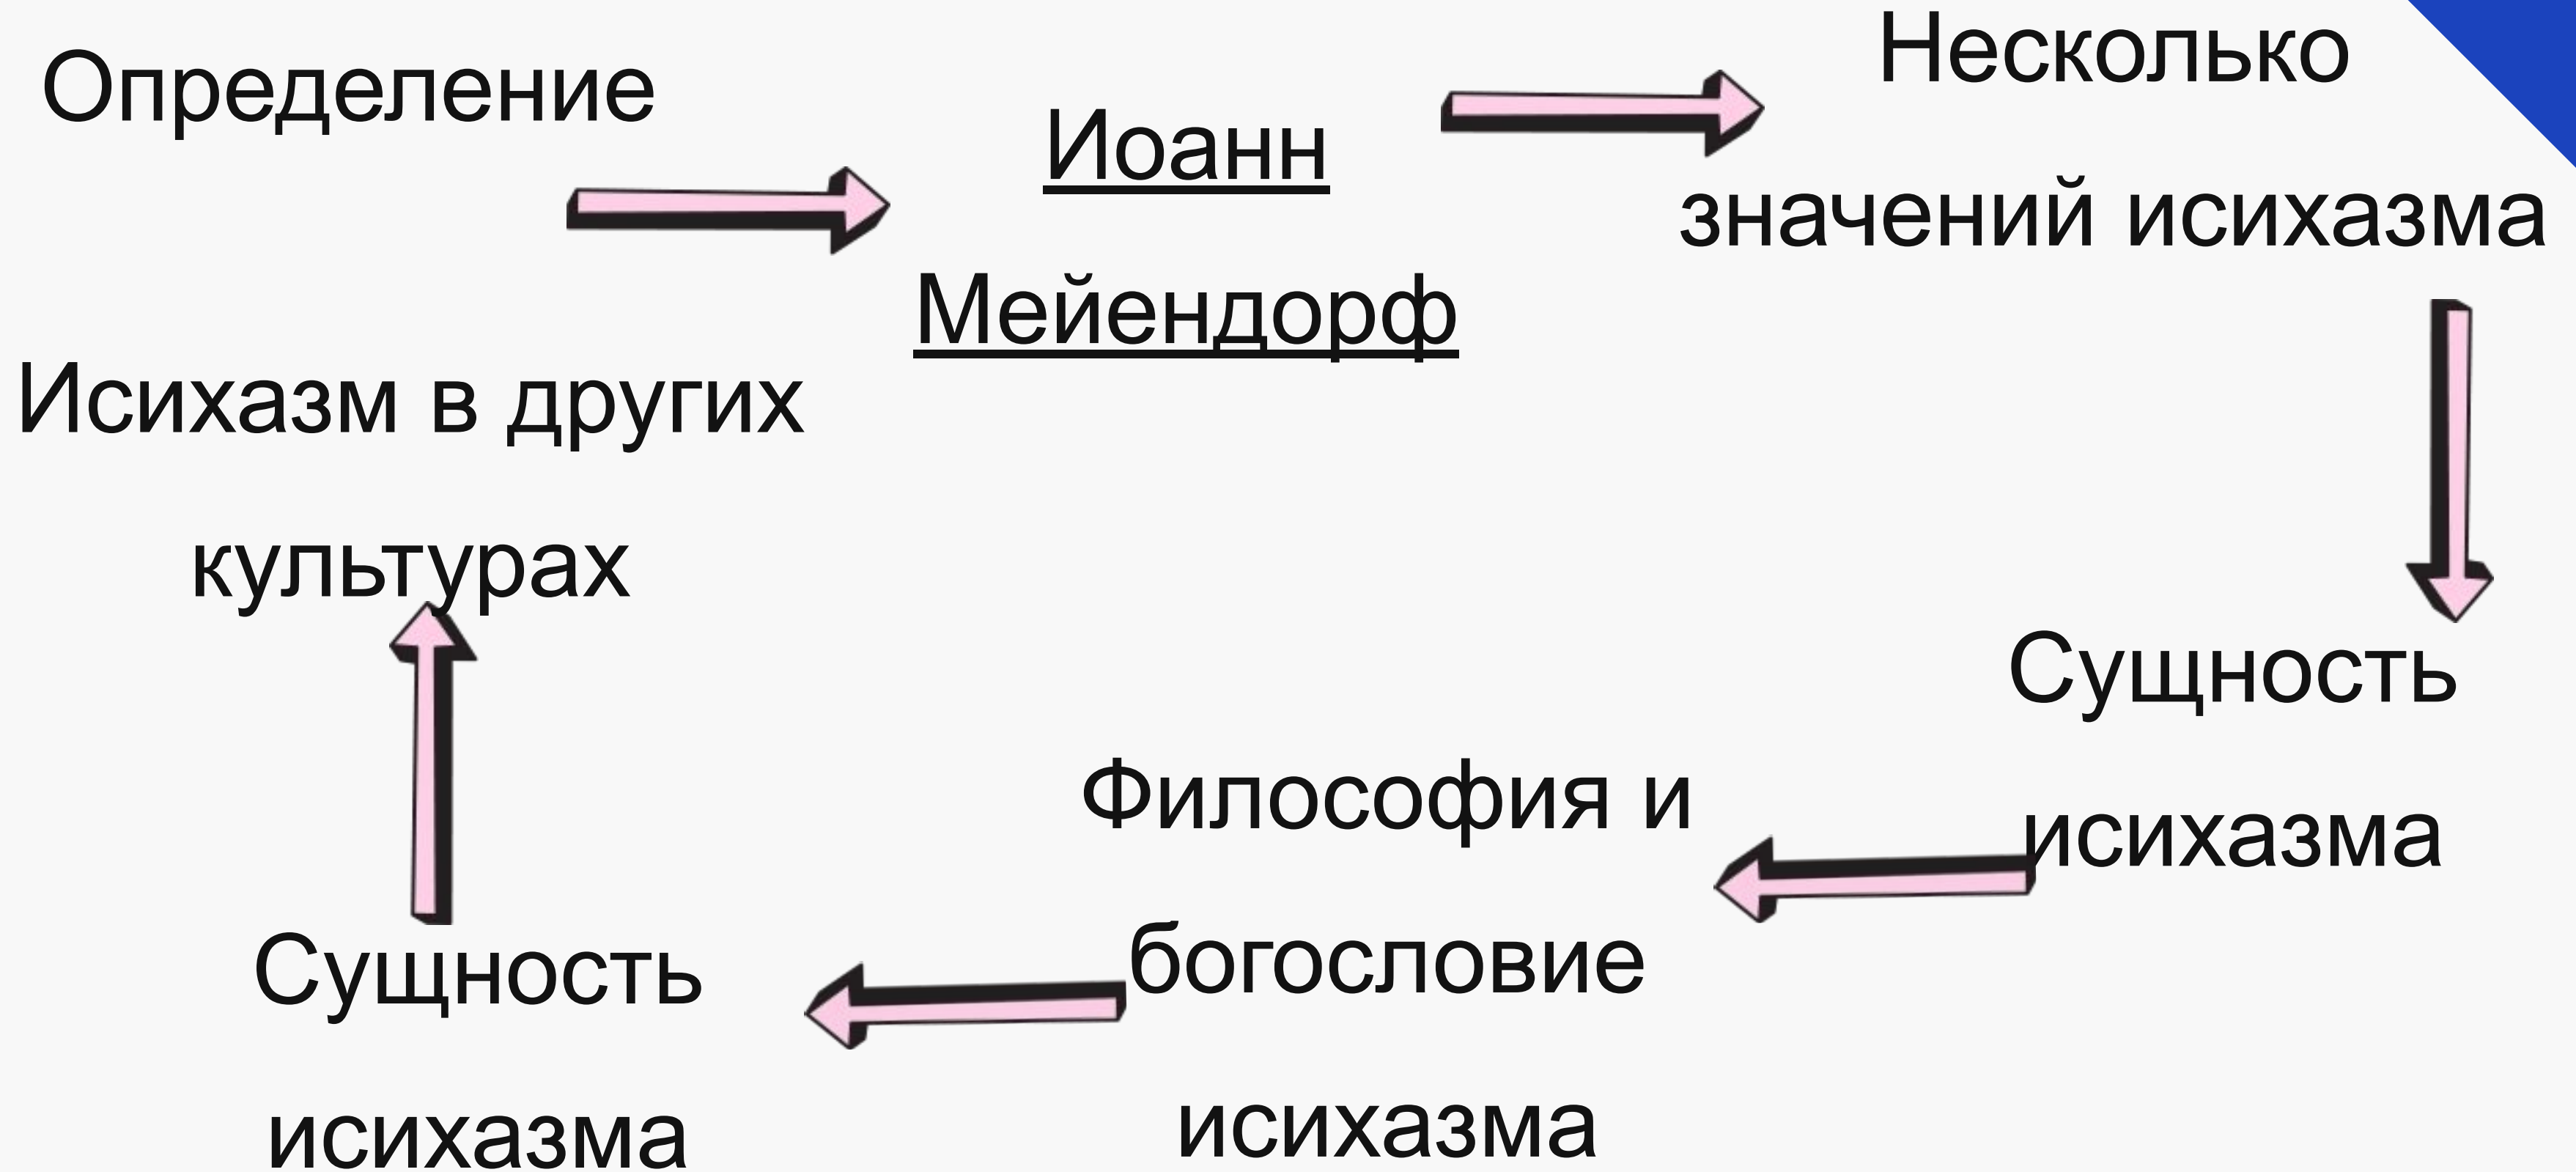 Определение
Иоанн
Мейендорф
Несколько
значений исихазма
Сущность
исихазма
Философия и
богословие
исихазма
Сущность
исихазма
Исихазм в других
культурах